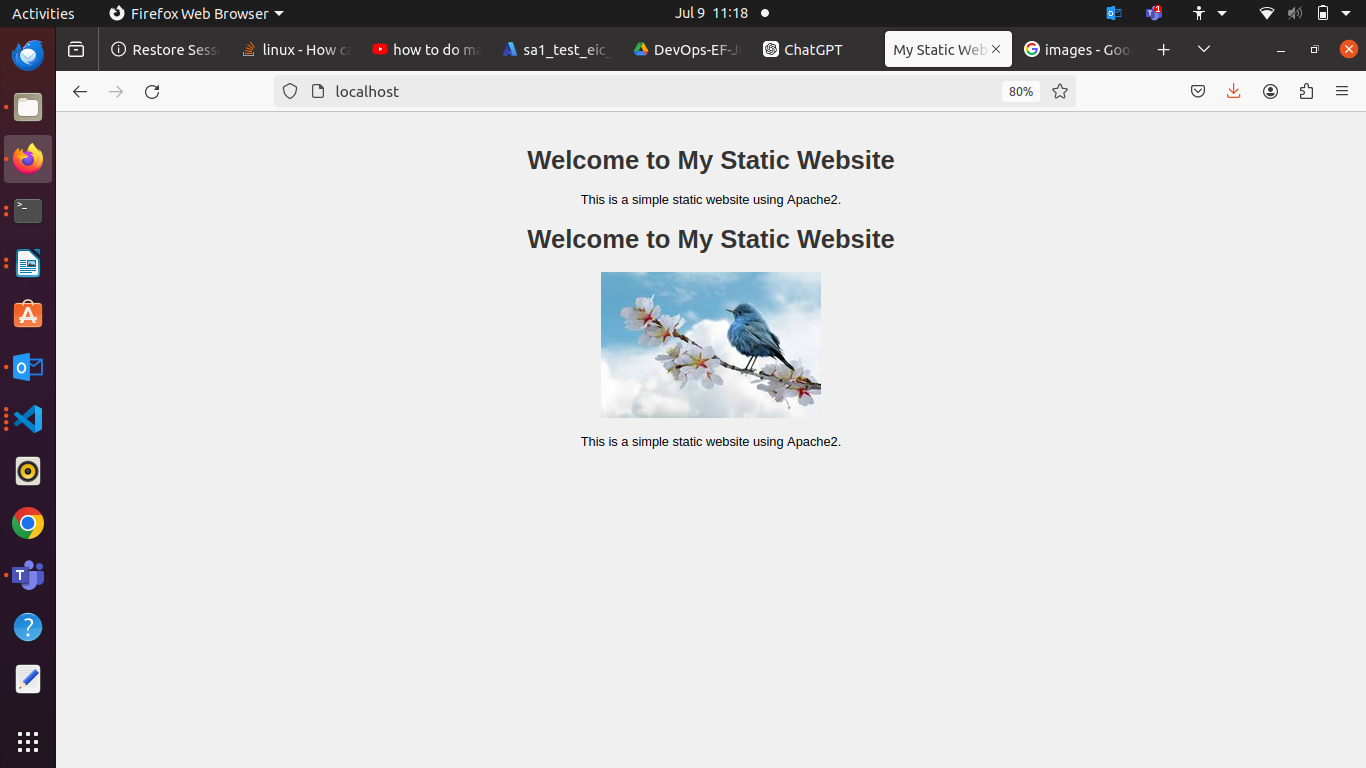 Activities
Firefox Web Browser
Jul 9 11:18
1
Restore Sess
linux - How ca
how to do ma
sa1_test_eic_
DevOps-EF-Ju
ChatGPT
My Static Web
images - Goo
localhost
80%
Welcome to My Static Website
This is a simple static website using Apache2.
Welcome to My Static Website
This is a simple static website using Apache2.